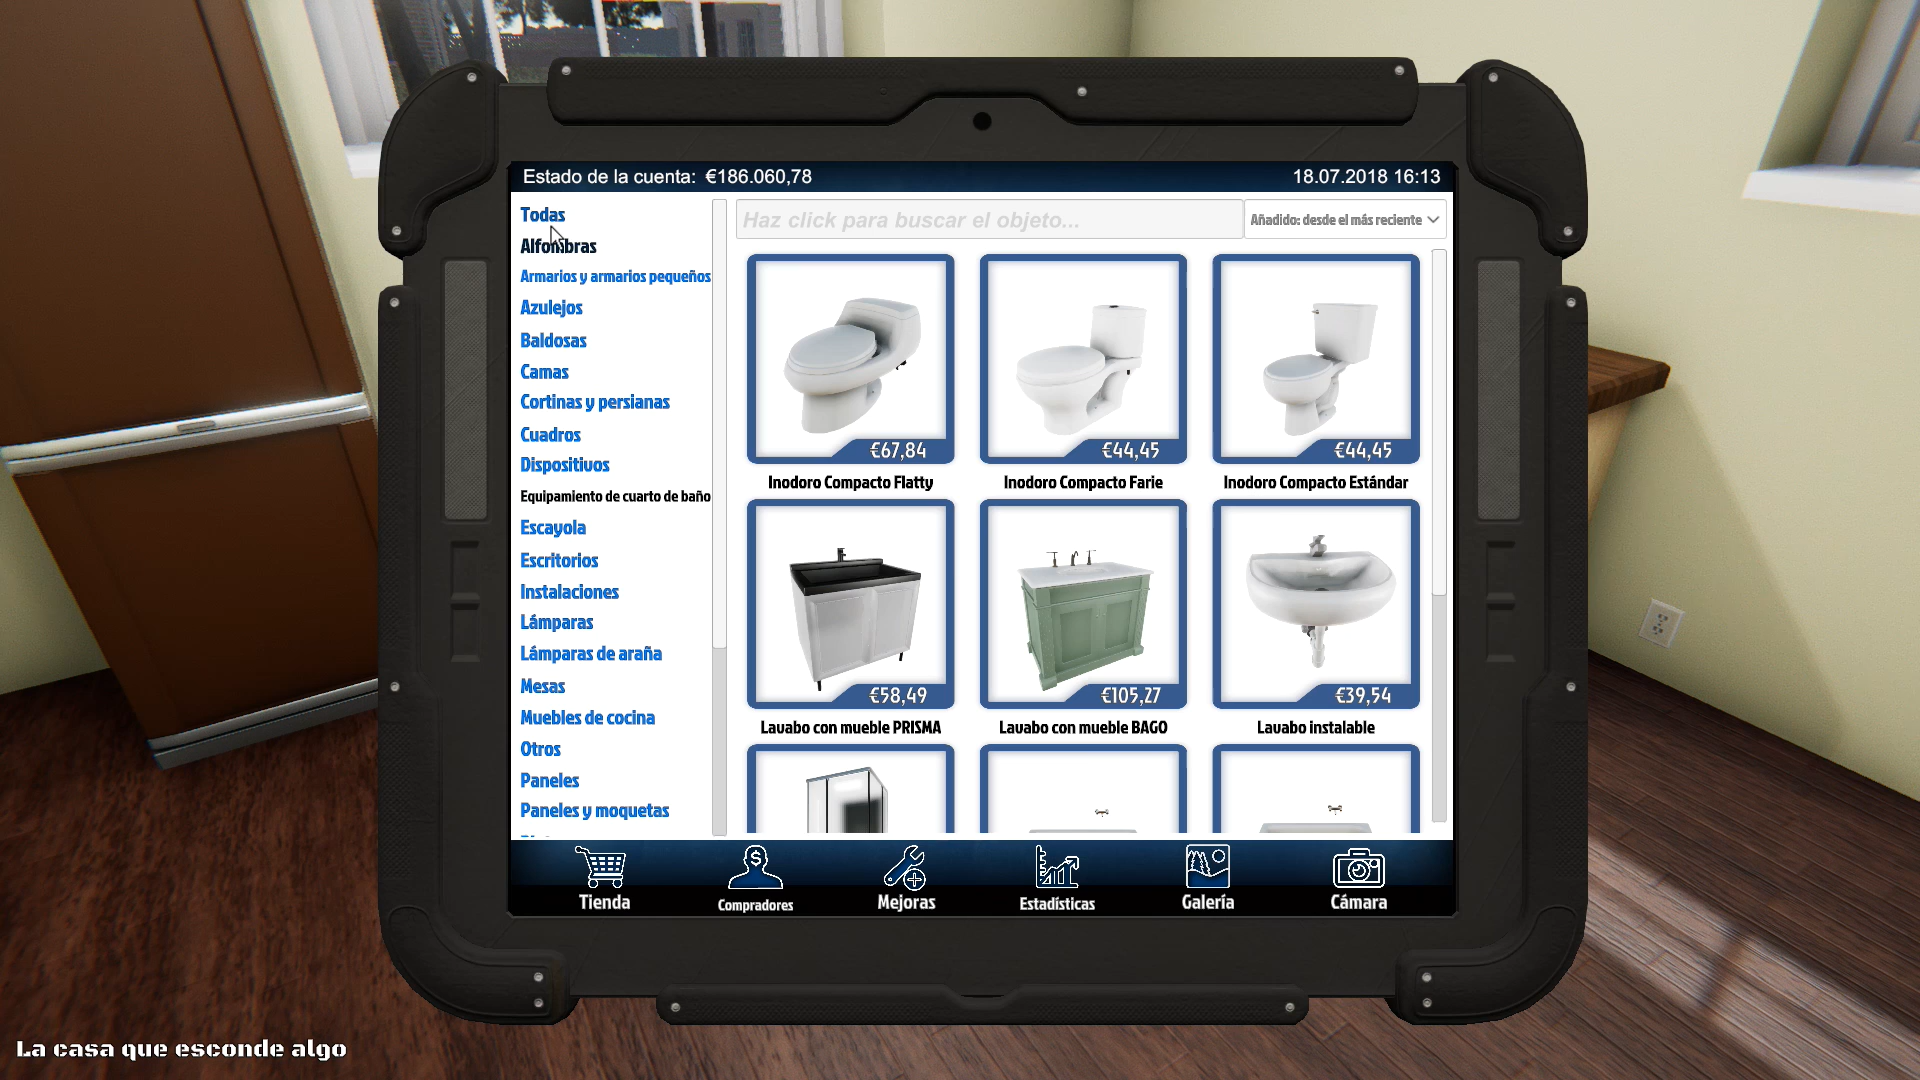 Estado de la cuenta: €186.060,78
18.07.2018 16:13
Todas
Alfombras
Armarios y armarios pequeños
Azulejos
Baldosas
Camas
Cortinas y persianas
Cuadros
Dispositivos
Equipamiento de cuarto de baño
Escayola
Escritorios
Instalaciones
Lámparas
Lámparas de araña
Mesas
Muebles de cocina
Otros
Paneles
Paneles y moquetas
Haz click para buscar el objeto...
Añadido: desde el más reciente
€67,84
€44,45
€44,45
Inodoro Compacto Flatty
Inodoro Compacto Farie
Inodoro Compacto Estándar
€58,49
€105,27
€39,54
Lavabo con mueble PRISMA
Lavabo con mueble BAGO
Lavabo instalable
Tienda
Compradores
Mejoras
Estadísticas
Galería
Cámara
La casa que esconde algo